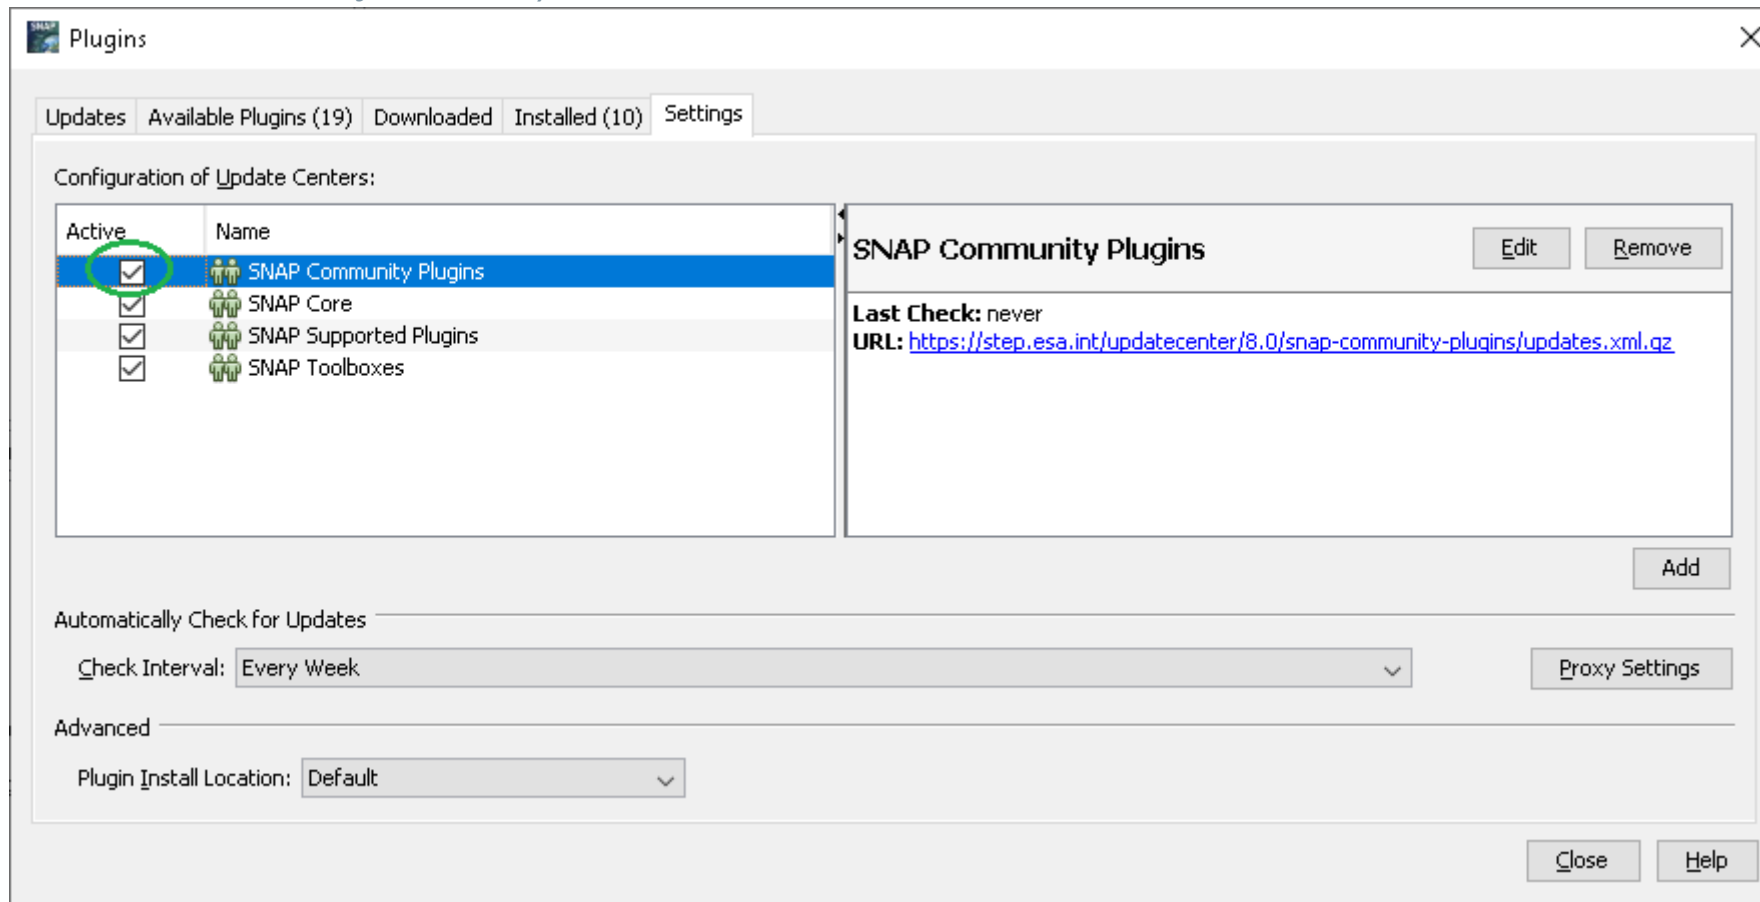 SNAP
Plugins
Updates Available Plugins (19) Downloaded Installed (10) Settings
Configuration of Update Centers:
Active Name
SNAP Community Plugins
SNAP Core
SNAP Supported Plugins
SNAP Toolboxes
SNAP Community Plugins Edit Remove
Last Check: never
URL: https://step.esa.int/updatecenter/8.0/snap-community-plugins/updates.xml.gz
Add
Automatically Check for Updates
Check Interval: Every Week Proxy Settings
Advanced
Plugin Install Location: Default
Close Help